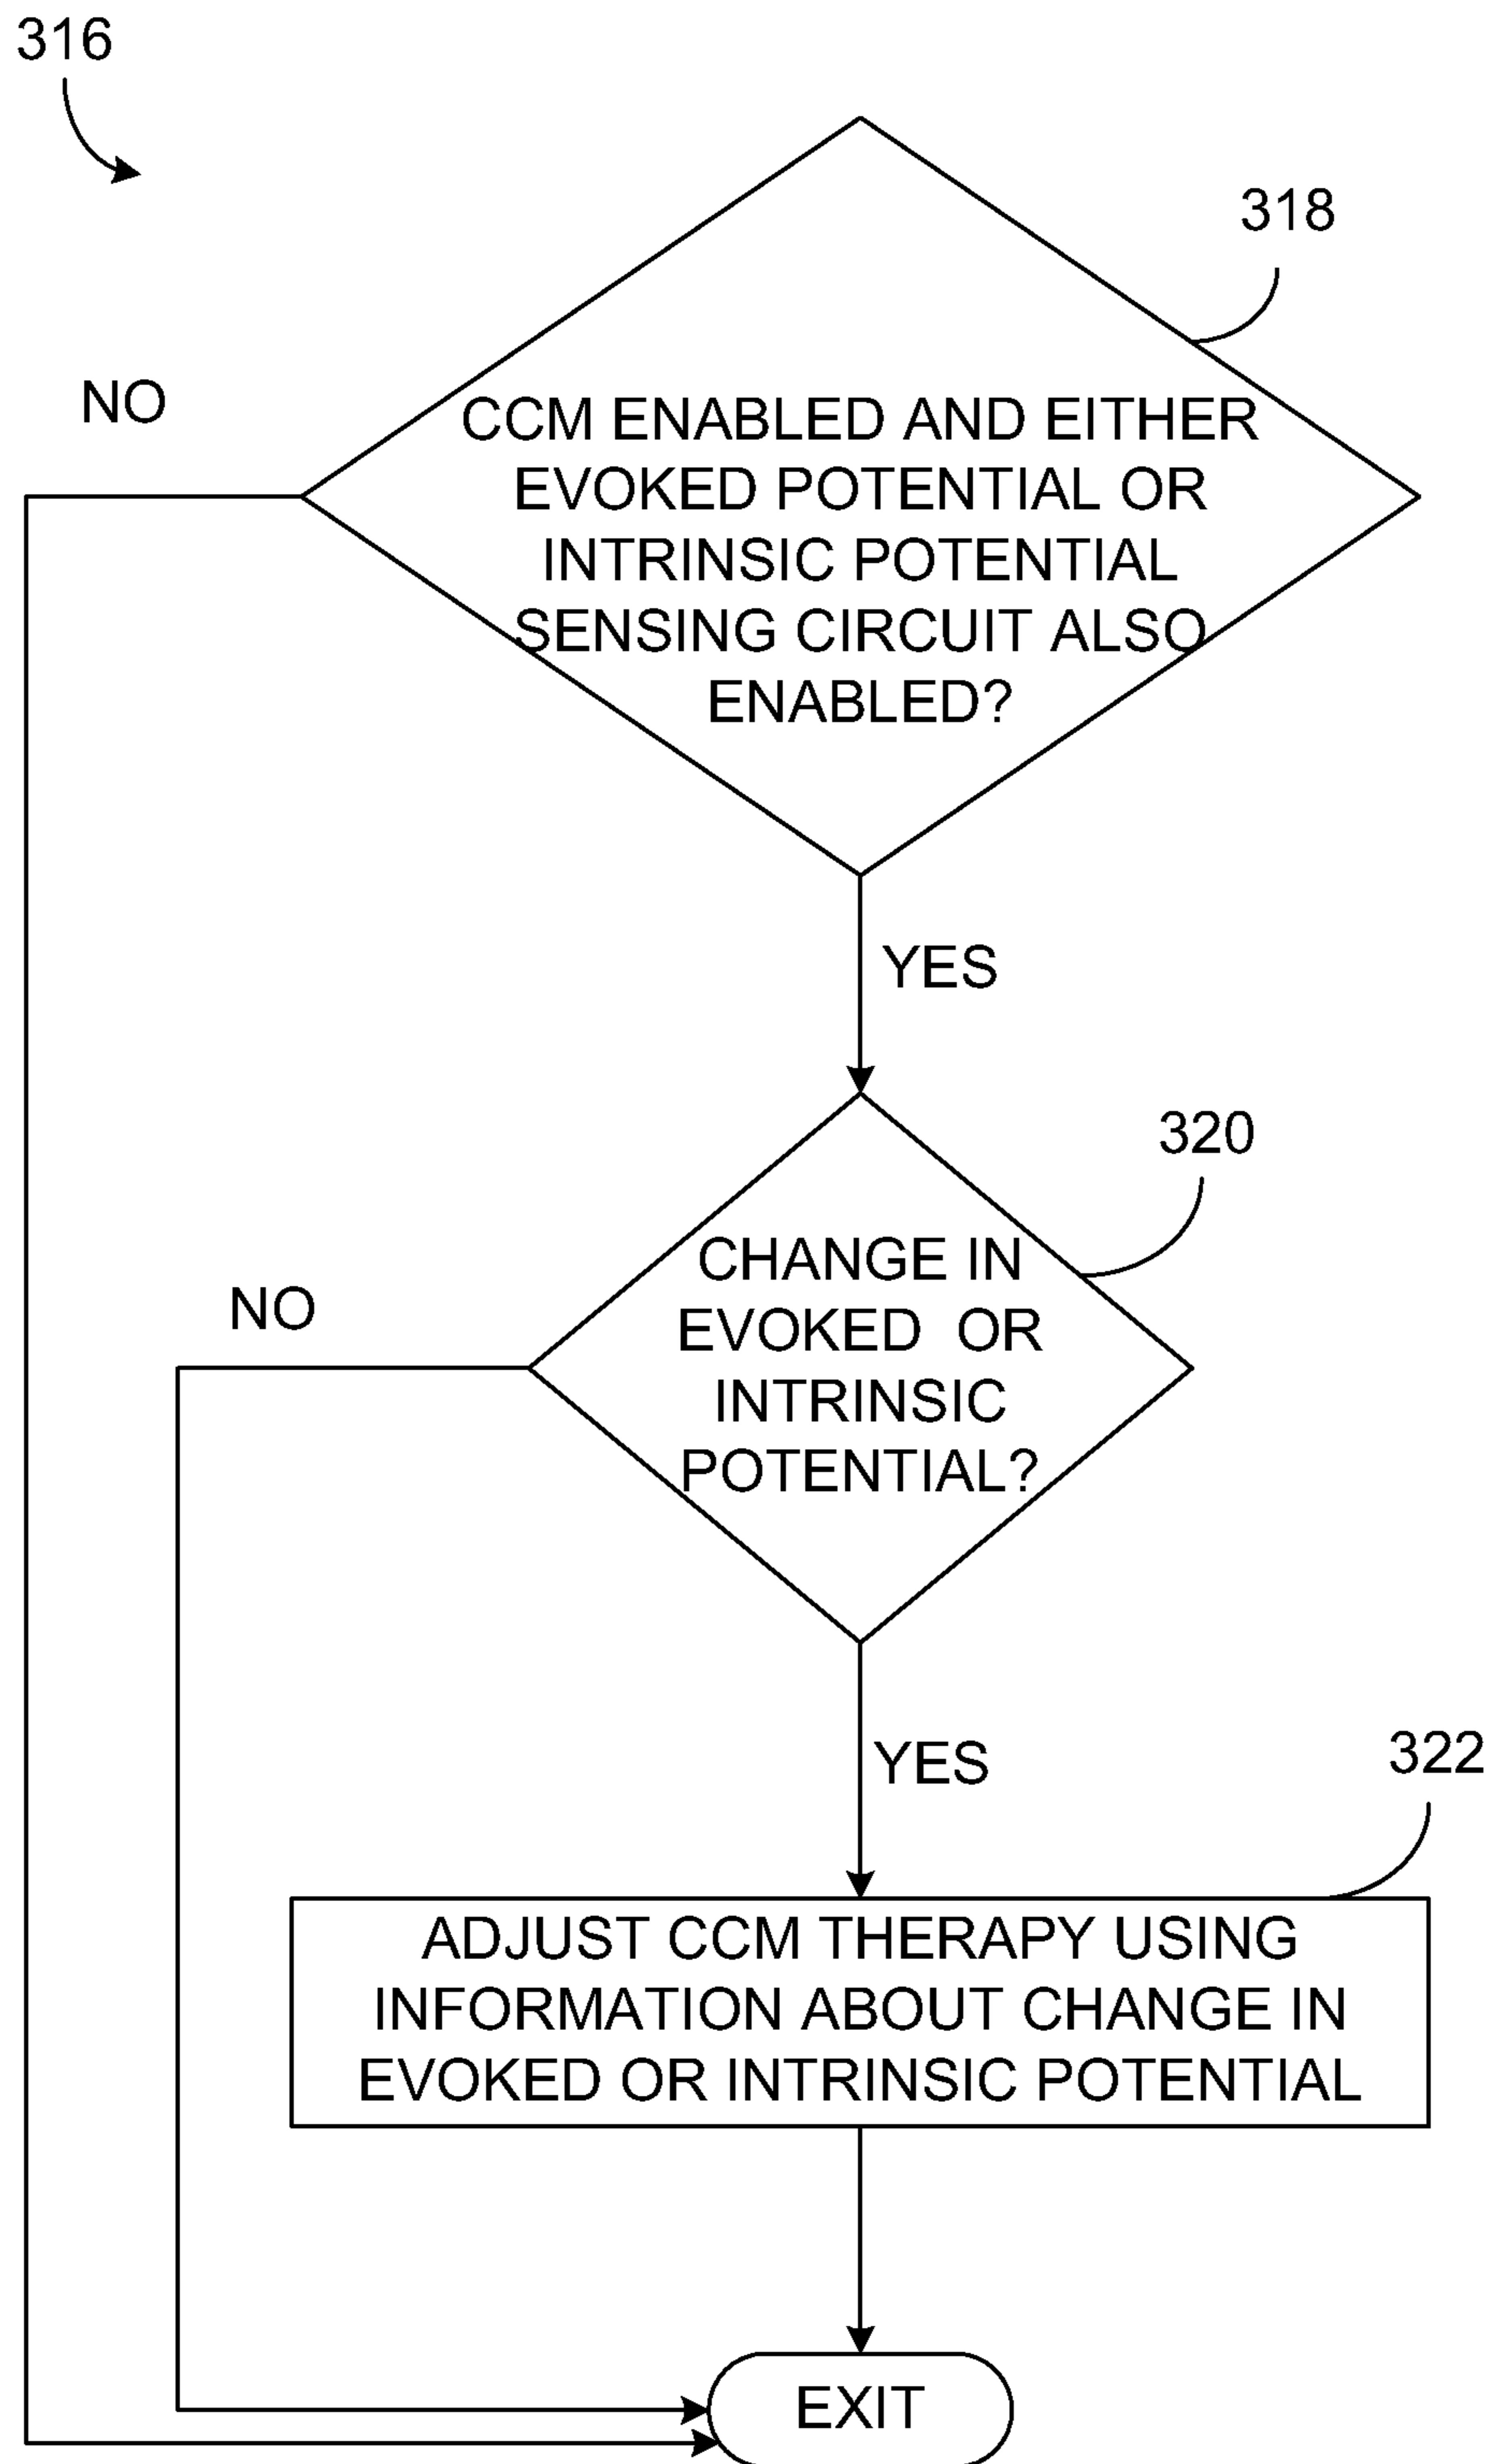 316
318
NO
CCM ENABLED AND EITHER
EVOKED POTENTIAL OR
INTRINSIC POTENTIAL
SENSING CIRCUIT ALSO
ENABLED?
YES
320
CHANGE IN
EVOKED OR
INTRINSIC
POTENTIAL?
NO
YES
322
ADJUST CCM THERAPY USING
INFORMATION ABOUT CHANGE IN
EVOKED OR INTRINSIC POTENTIAL
EXIT